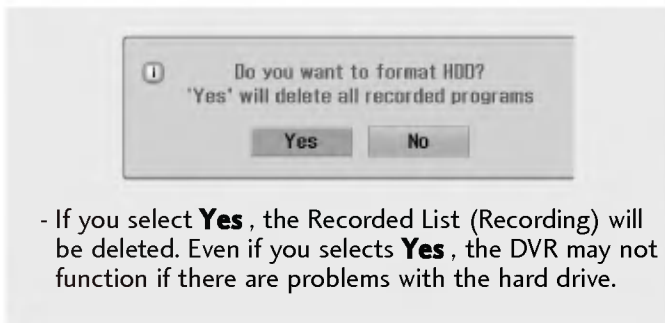 Do you want to format HDD?
'Yes' will delete all recorded programs
Yes No
- If you select Yes , the Recorded List (Recording) will
be deleted. Even if you selects Yes , the DVR may not
function if there are problems with the hard drive.